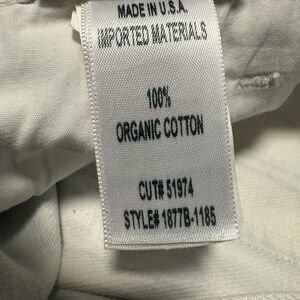 MADE IN U.S.A.
IMPORTED MATERIALS
100%
ORGANIC COTTON
CUT# 51974
STYLE# 1877B-1185